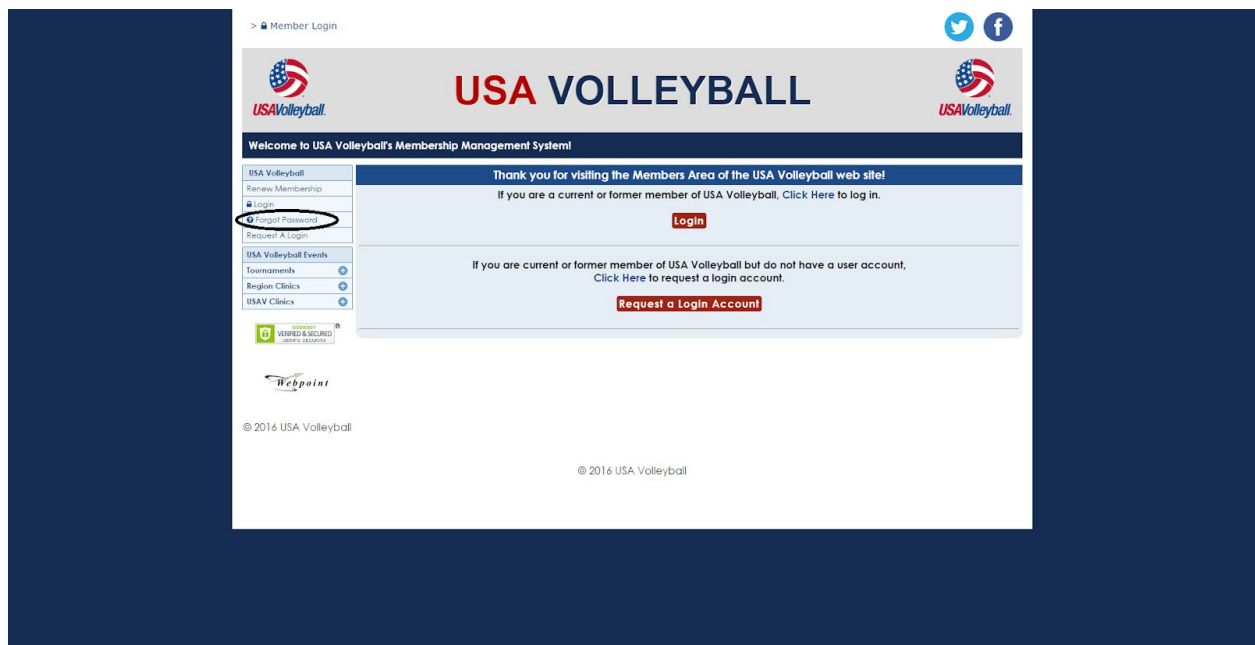 > Member Login
USAVolleyball.
USA VOLLEYBALL
USAVolleyball.
Welcome to USA Volleyball's Membership Management System!
USA Volleyball
Renew Membership
Login
Forgot Password
Request A Login
USA Volleyball Events
Tournaments
Region Clinics
USAV Clinics
GODADDY
VERIFIED & SECURED
VERIFY SECURITY
Webpoint
© 2016 USA Volleyball
Thank you for visiting the Members Area of the USA Volleyball web site!
If you are a current or former member of USA Volleyball, Click Here to log in.
Login
If you are current or former member of USA Volleyball but do not have a user account,
Click Here to request a login account.
Request a Login Account
© 2016 USA Volleyball